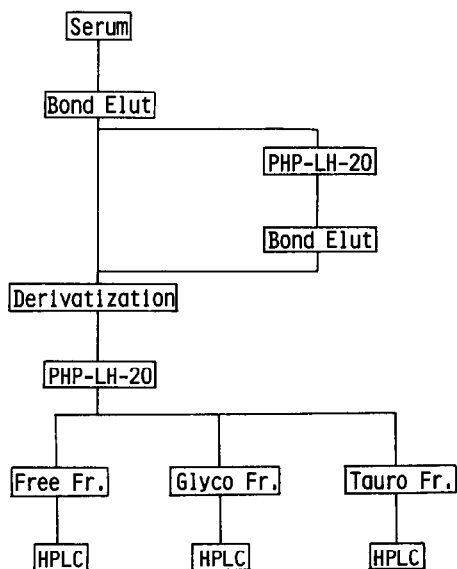 Serum
Bond Elut
PHP-LH-20
Bond Elut
Derivatization
PHP-LH-20
Free Fr.
Glyco Fr.
Tauro Fr.
HPLC
HPLC
HPLC